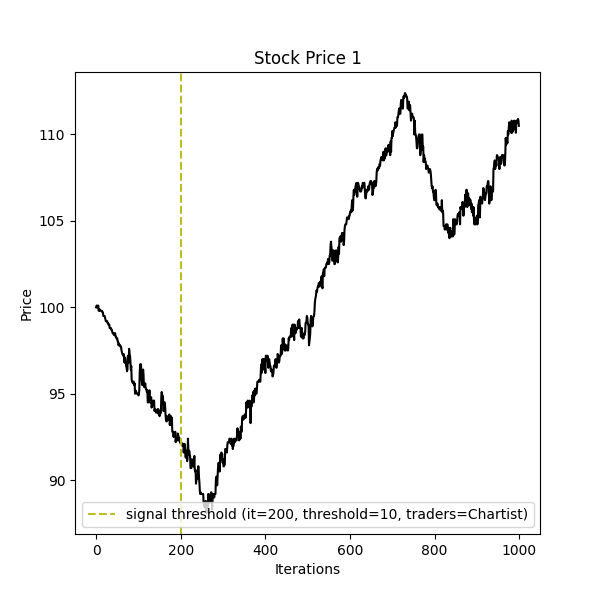 Stock Price 1
Price
110
105
100
95
90
signal threshold (it=200, threshold=10, traders=Chartist)
0 200 400 600 800 1000
Iterations